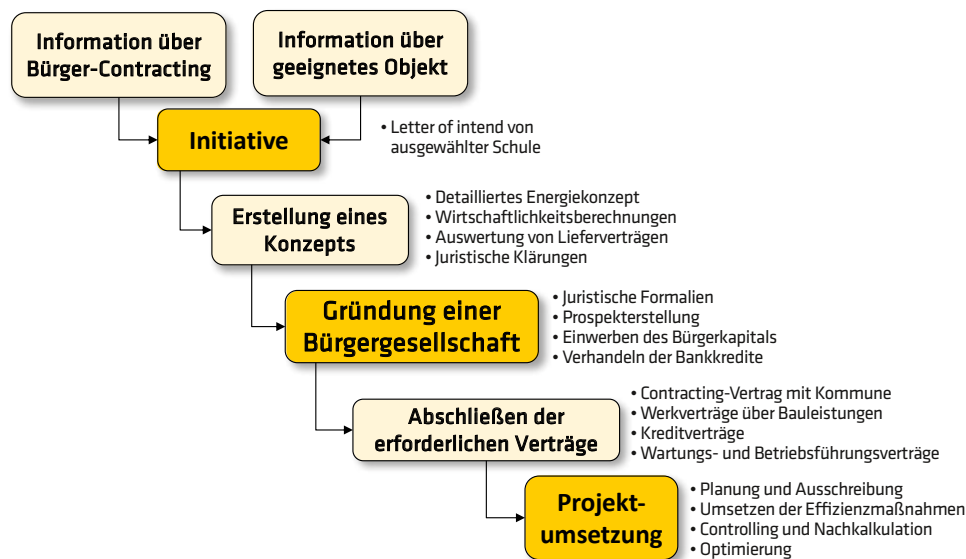 Information über
Bürger-Contracting
Information über
geeignetes Objekt
Initiative
• Letter of intend von
ausgewählter Schule
Erstellung eines
Konzepts
• Detailliertes Energiekonzept
• Wirtschaftlichkeitsberechnungen
• Auswertung von Lieferverträgen
• Juristische Klärungen
Gründung einer
Bürgergesellschaft
• Juristische Formalien
• Prospekterstellung
• Einwerben des Bürgerkapitals
• Verhandeln der Bankkredite
Abschließen der
erforderlichen Verträge
• Contracting-Vertrag mit Kommune
• Werkverträge über Bauleistungen
• Kreditverträge
• Wartungs- und Betriebsführungsverträge
Projekt-
umsetzung
• Planung und Ausschreibung
• Umsetzen der Effizienzmaßnahmen
• Controlling und Nachkalkulation
• Optimierung